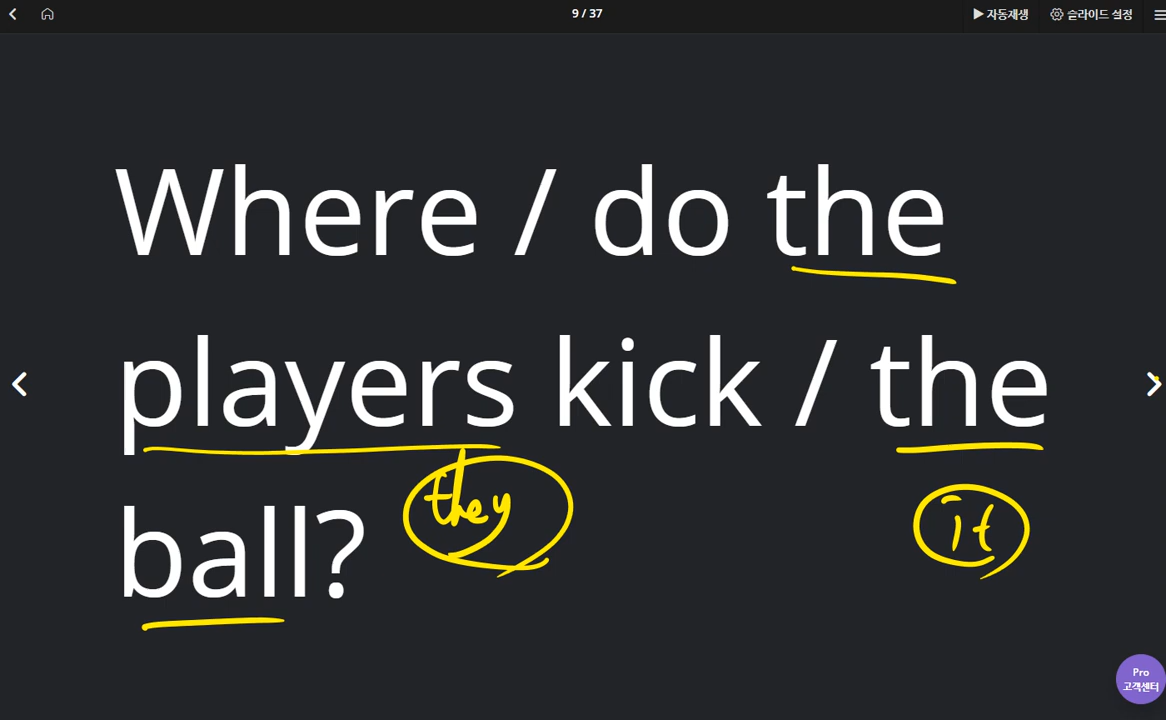 9 / 37
▶ 자동재생
슬라이드 설정
Where / do the
players kick / the
they
it
ball?
Pro
고객센터